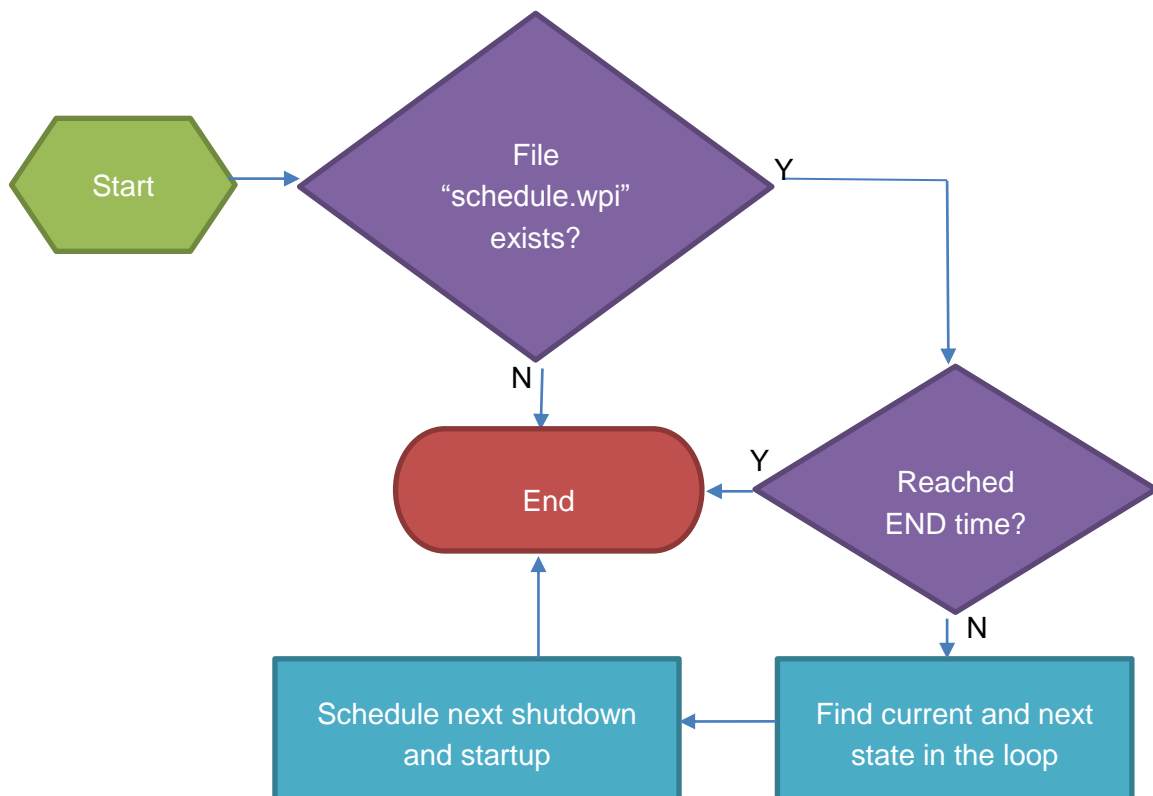 Start
File
“schedule.wpi”
exists?
Y
N
End
Y
Reached
END time?
N
Schedule next shutdown
and startup
Find current and next
state in the loop